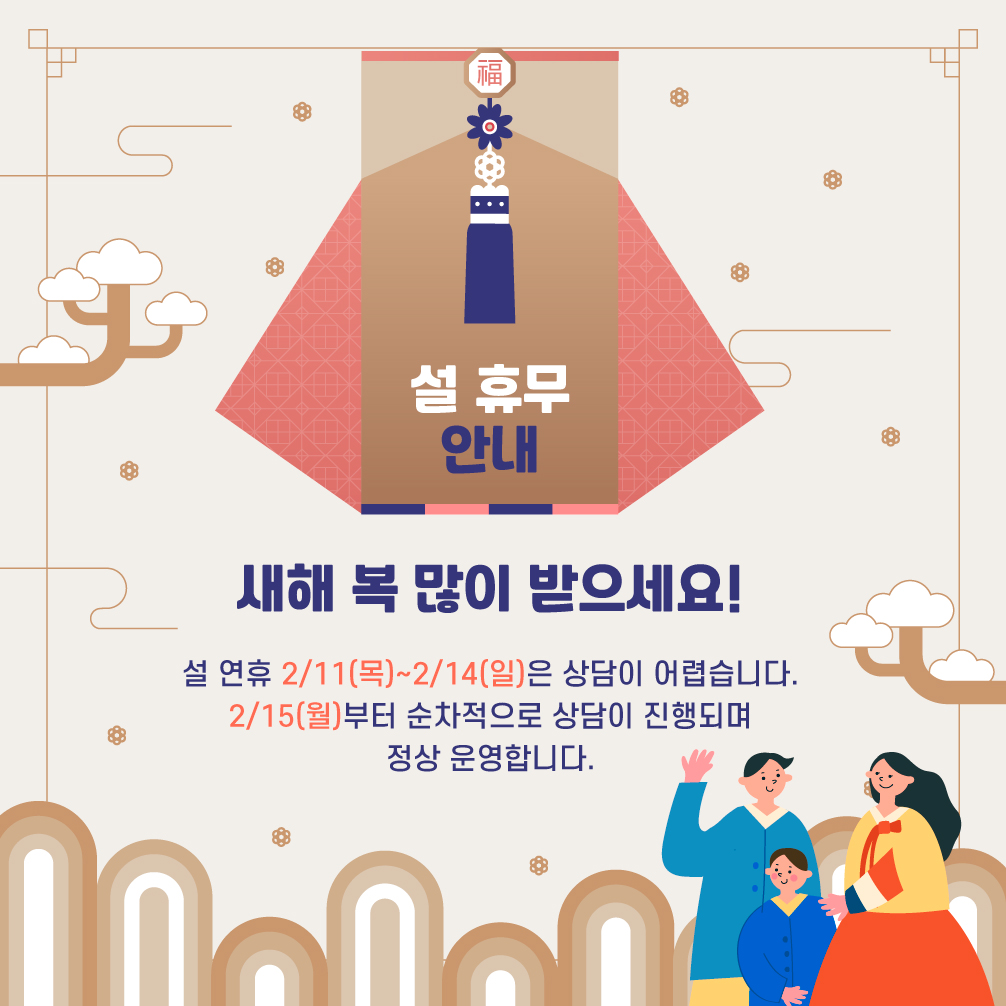 福
설 휴무
안내
새해 복 많이 받으세요!
설 연휴 2/11(목)~2/14(일)은 상담이 어렵습니다.
2/15(월)부터 순차적으로 상담이 진행되며
정상 운영합니다.